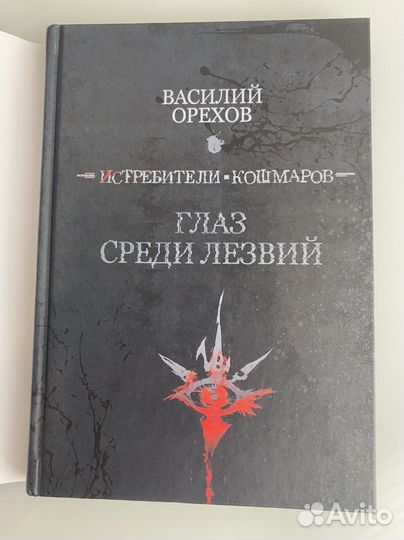 ВАСИЛИЙ
ОРЕХОВ
ИСТРЕБИТЕЛИ▪КОШМАРОВ
ГЛАЗ
СРЕДИ ЛЕЗВИЙ
Avito